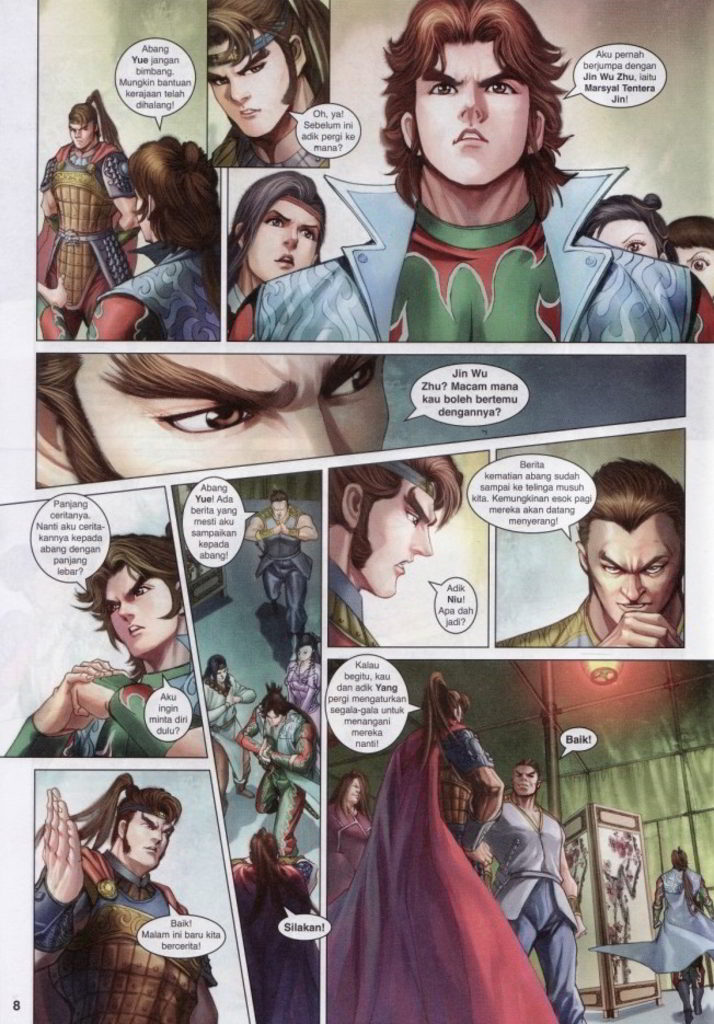 Abang
Yue jangan
bimbang.
Mungkin bantuan
kerajaan telah
dihalang!
Oh, ya!
Sebelum ini
adik pergi ke
mana?
Aku pernah
berjumpa dengan
Jin Wu Zhu, iaitu
Marsyal Tentera
Jin!
Jin Wu
Zhu? Macam mana
kau boleh bertemu
dengannya?
Panjang
ceritanya.
Nanti aku cerita-
kannya kepada
abang dengan
panjang
lebar?
Aku
ingin
minta diri
dulu?
Abang
Yue! Ada
berita yang
mesti aku
sampaikan
kepada
abang!
Adik
Niu!
Apa dah
jadi?
Berita
kematian abang sudah
sampai ke telinga musuh
kita. Kemungkinan esok pagi
mereka akan datang
menyerang!
Baik!
Malam ini baru kita
bercerita!
Silakan!
Kalau
begitu, kau
dan adik Yang
pergi mengaturkan
segala-gala untuk
menangani
mereka
nanti!
Baik!
8